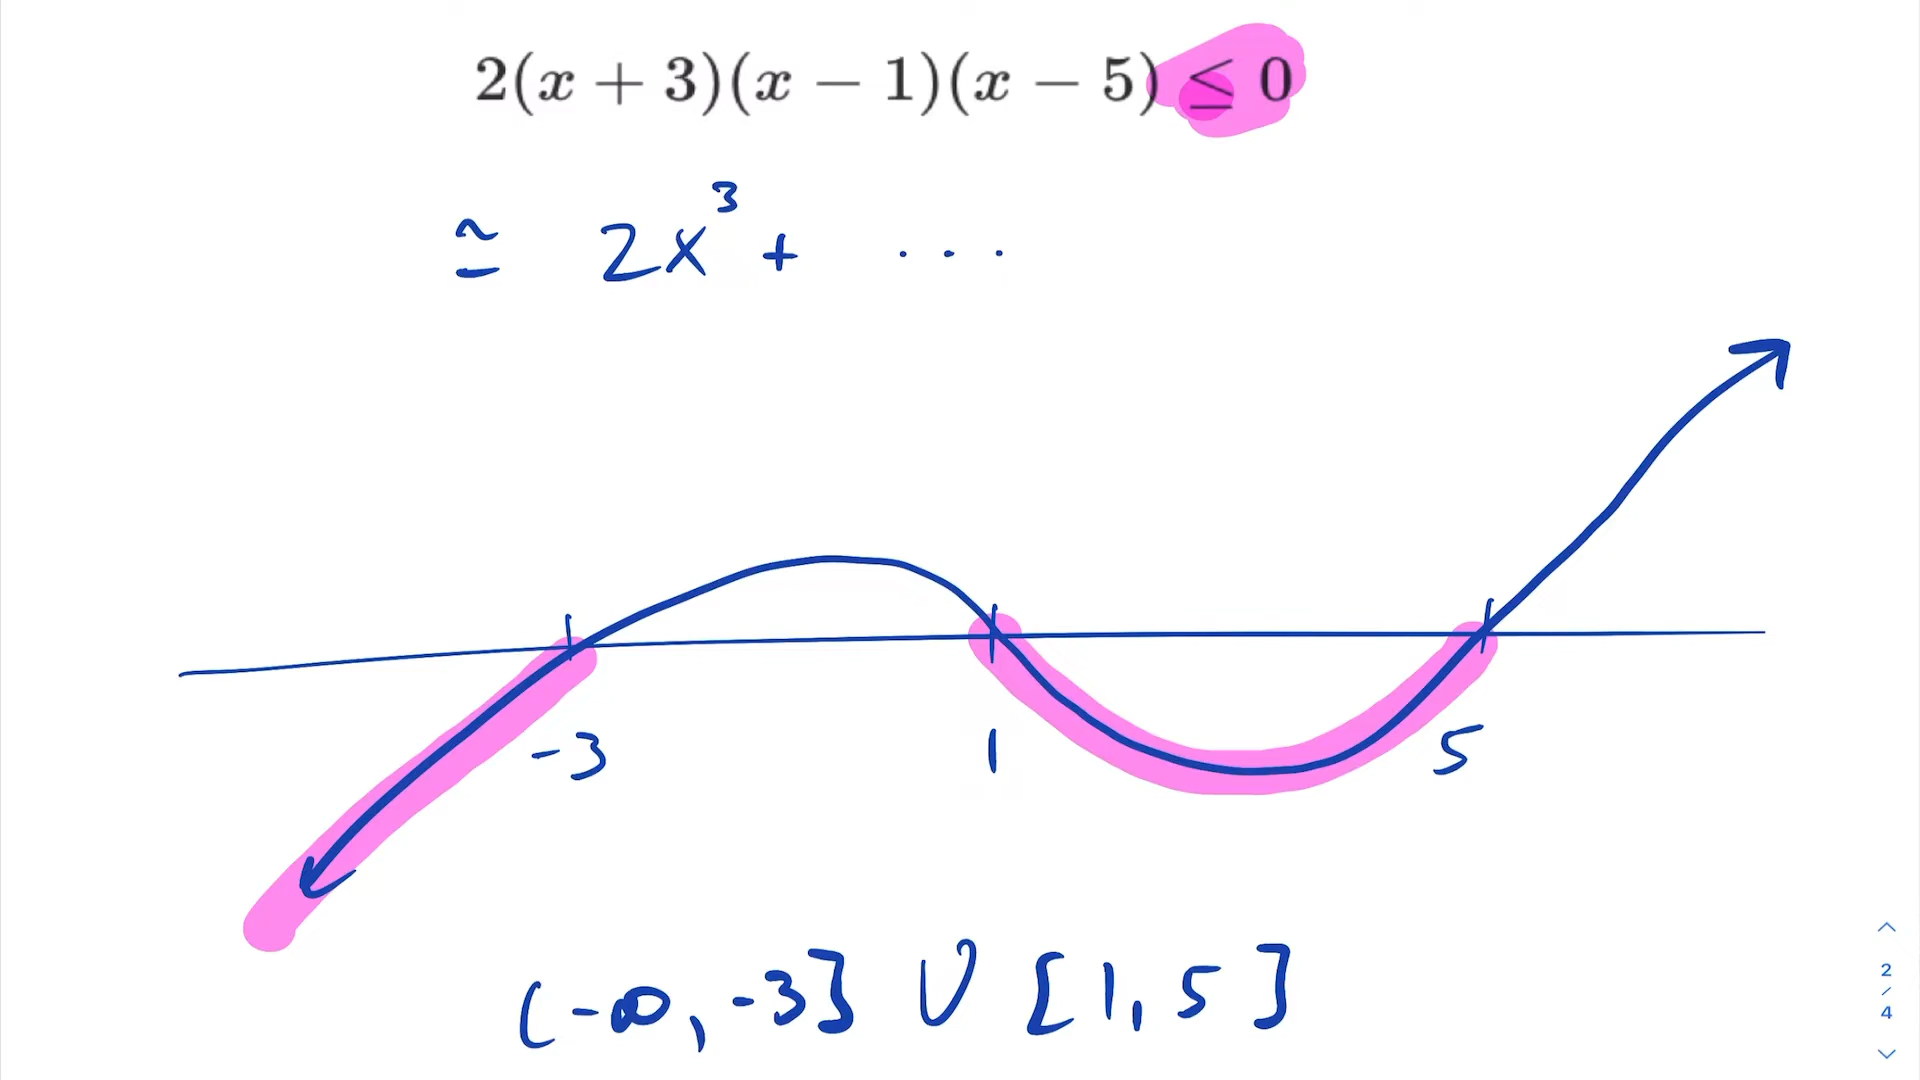 2(x + 3)(x − 1)(x − 5) ≤ 0
≃ 2x³ + ...
-3 1 5
(-∞, -3] ∪ [1, 5]
2
/
4